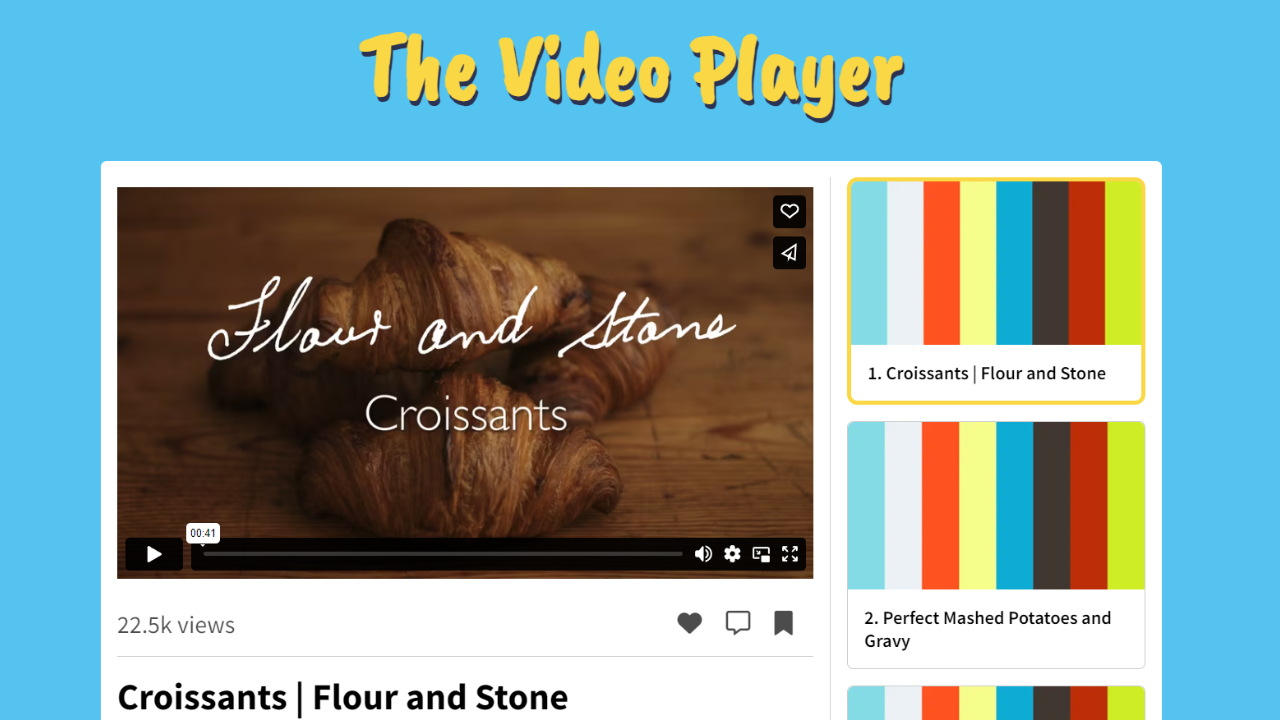 The Video Player
Flour and Stone
Croissants
00:41
22.5k views
Croissants | Flour and Stone
1. Croissants | Flour and Stone
2. Perfect Mashed Potatoes and
Gravy